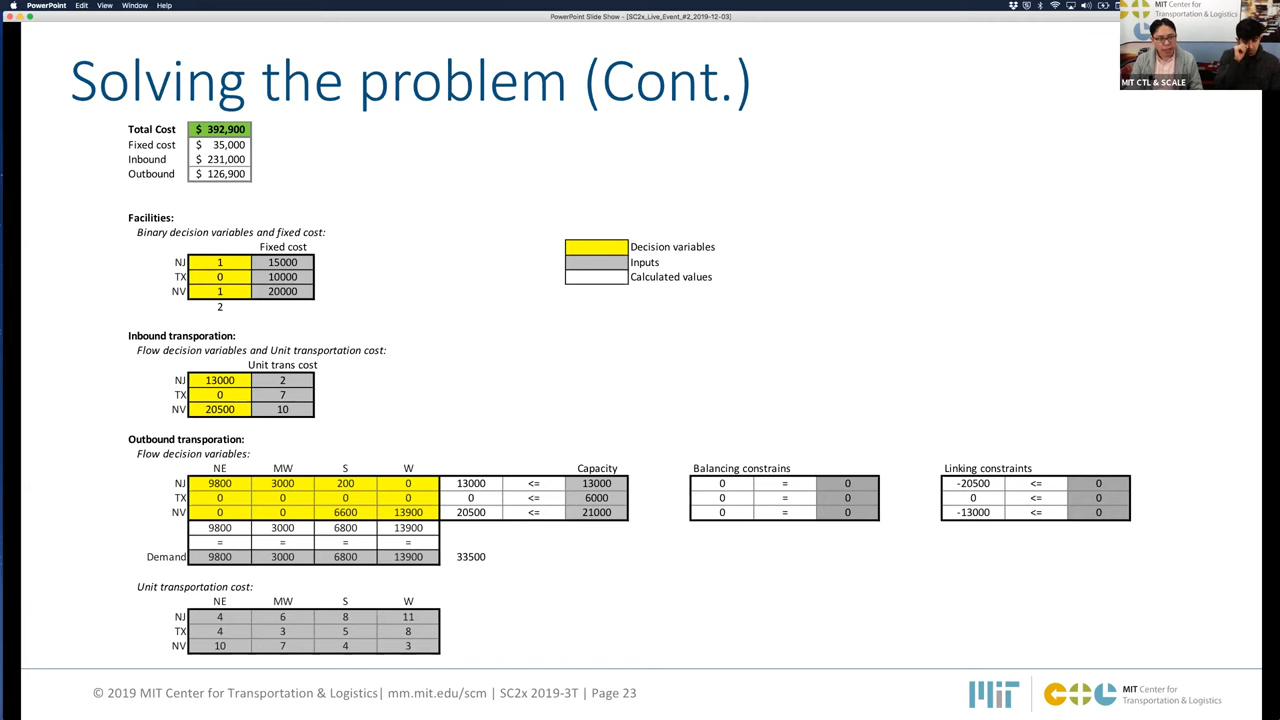 PowerPoint Edit View Window Help
PowerPoint Slide Show - [SC2x_Live_Event_#2_2019-12-03]
MIT Center for
Transportation & Logistics
MIT CTL & SCALE
Solving the problem (Cont.)
Total Cost $ 392,900
Fixed cost $ 35,000
Inbound $ 231,000
Outbound $ 126,900
Facilities:
Binary decision variables and fixed cost:
Fixed cost
NJ 1 15000
TX 0 10000
NV 1 20000
2
Decision variables
Inputs
Calculated values
Inbound transporation:
Flow decision variables and Unit transportation cost:
Unit trans cost
NJ 13000 2
TX 0 7
NV 20500 10
Outbound transporation:
Flow decision variables:
NE MW S W Capacity Balancing constrains Linking constraints
NJ 9800 3000 200 0 13000 <= 13000 0 = 0 -20500 <= 0
TX 0 0 0 0 0 <= 6000 0 = 0 0 <= 0
NV 0 0 6600 13900 20500 <= 21000 0 = 0 -13000 <= 0
9800 3000 6800 13900
= = = =
Demand 9800 3000 6800 13900 33500
Unit transportation cost:
NE MW S W
NJ 4 6 8 11
TX 4 3 5 8
NV 10 7 4 3
© 2019 MIT Center for Transportation & Logistics| mm.mit.edu/scm | SC2x 2019-3T | Page 23
MIT
CTL
MIT Center for
Transportation & Logistics